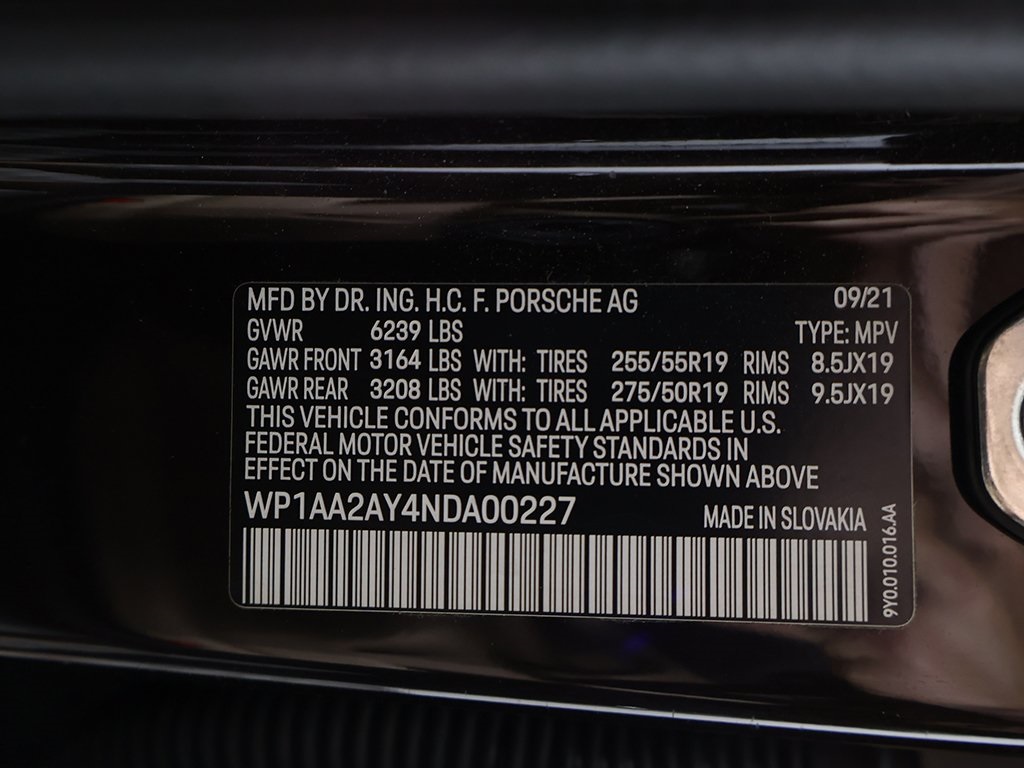 MFD BY DR. ING. H.C. F. PORSCHE AG 09/21
GVWR 6239 LBS TYPE: MPV
GAWR FRONT 3164 LBS WITH: TIRES 255/55R19 RIMS 8.5JX19
GAWR REAR 3208 LBS WITH: TIRES 275/50R19 RIMS 9.5JX19
THIS VEHICLE CONFORMS TO ALL APPLICABLE U.S.
FEDERAL MOTOR VEHICLE SAFETY STANDARDS IN
EFFECT ON THE DATE OF MANUFACTURE SHOWN ABOVE
WP1AA2AY4NDA00227 MADE IN SLOVAKIA
9Y0.010.016.AA